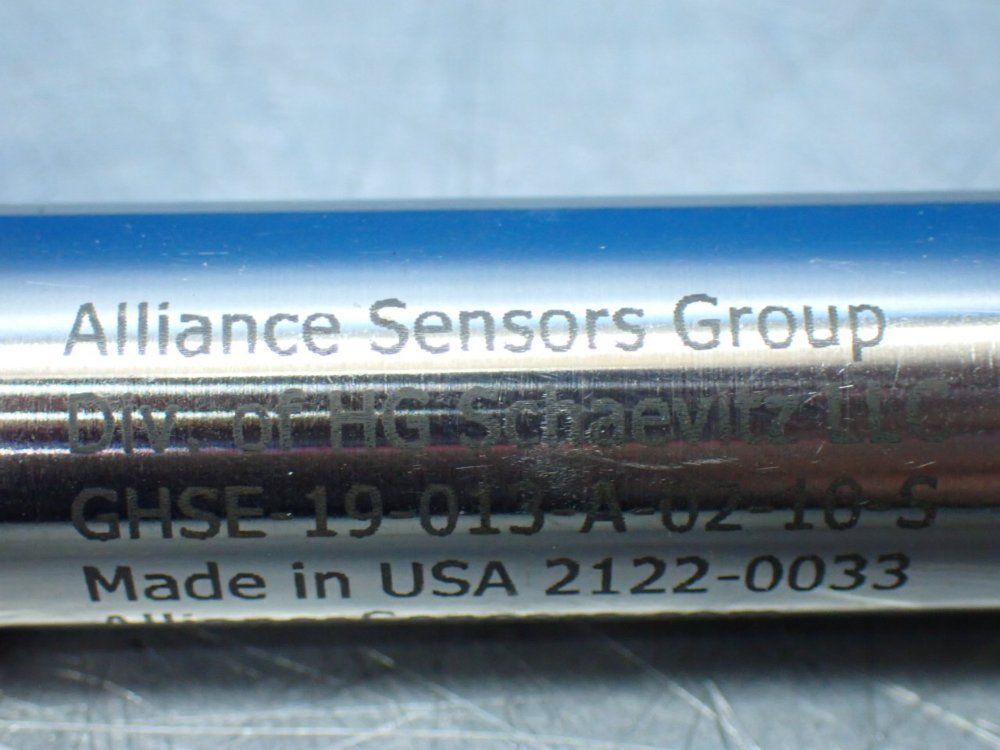 Alliance Sensors Group
Div. of HG Schaevitz LLC
GHSE-19-013-A-02-10-S
Made in USA 2122-0033